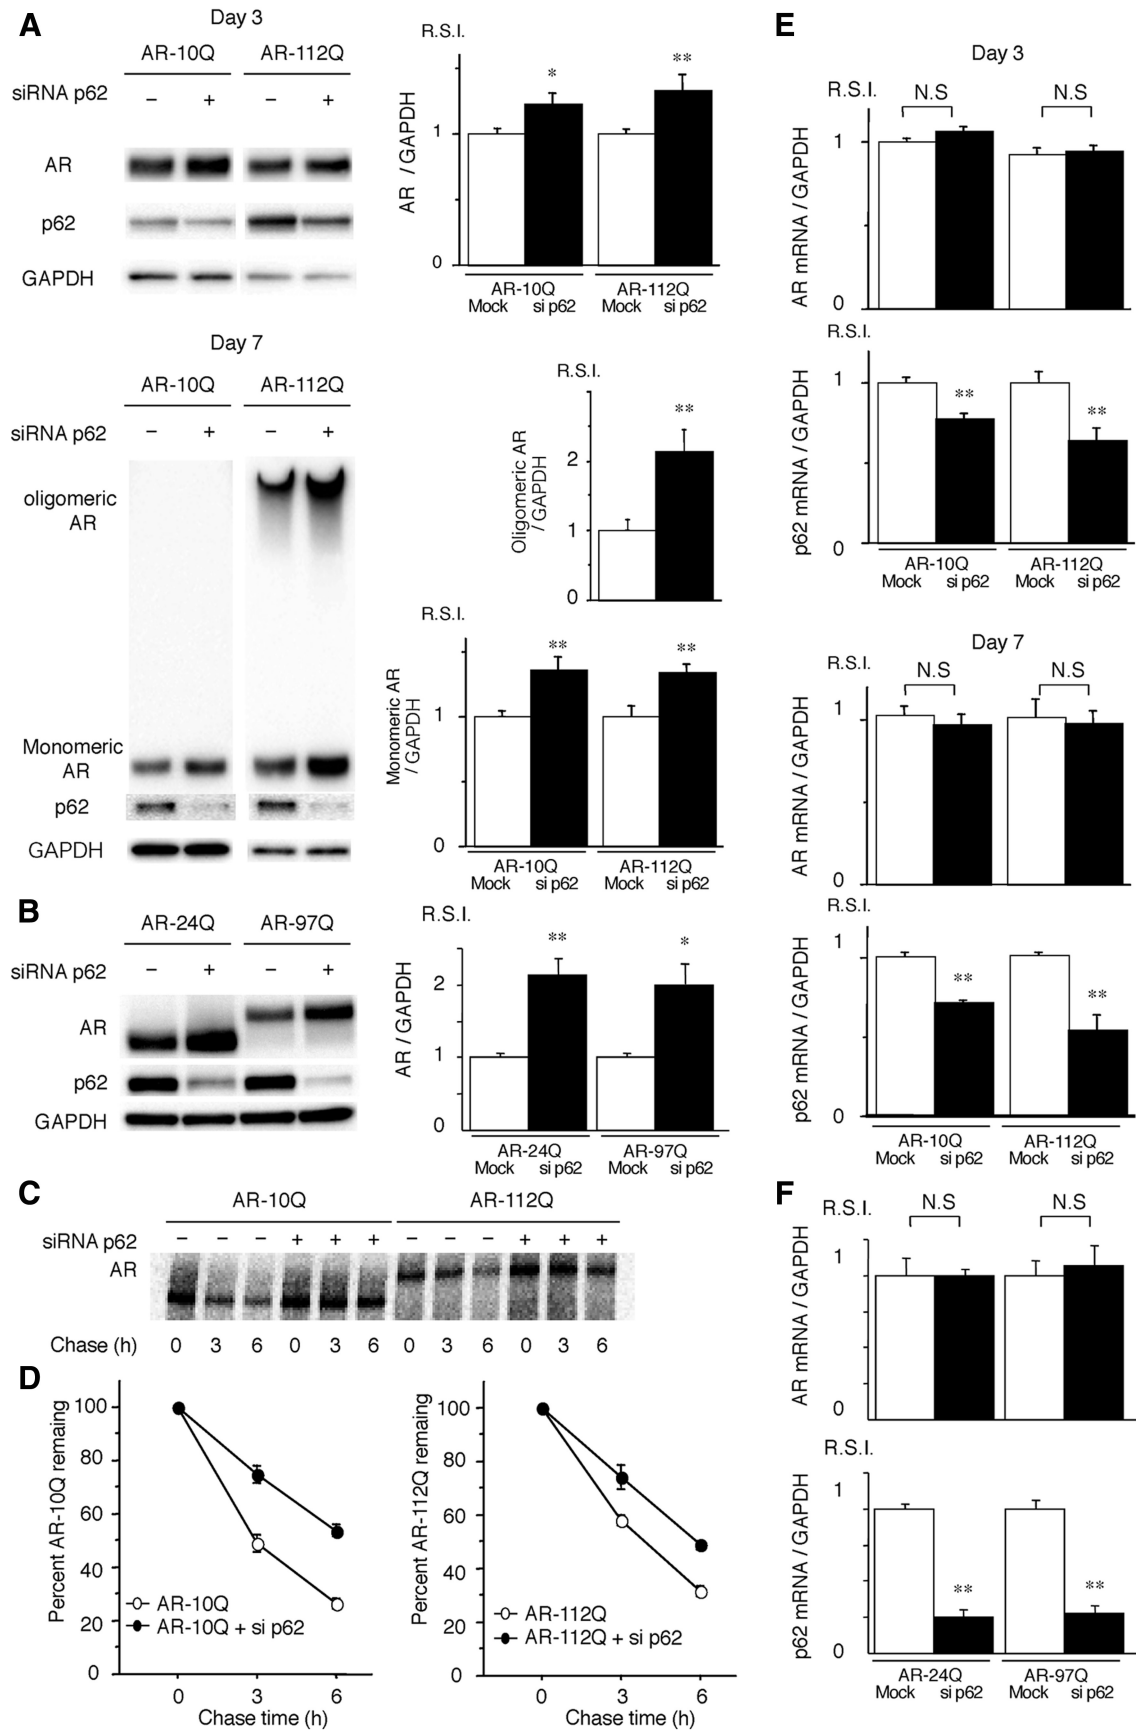 A
Day 3
AR-10Q AR-112Q
siRNA p62 − + − +
AR
p62
GAPDH
R.S.I.
AR / GAPDH
1
0
* **
AR-10Q AR-112Q
Mock si p62 Mock si p62
Day 7
AR-10Q AR-112Q
siRNA p62 − + − +
oligomeric
AR
Monomeric
AR
p62
GAPDH
R.S.I.
Oligomeric AR
/ GAPDH
2
1
0
**
R.S.I.
Monomeric AR
/ GAPDH
1
0
** **
AR-10Q AR-112Q
Mock si p62 Mock si p62
B
AR-24Q AR-97Q
siRNA p62 − + − +
AR
p62
GAPDH
R.S.I.
AR / GAPDH
2
1
0
** *
AR-24Q AR-97Q
Mock si p62 Mock si p62
C
AR-10Q AR-112Q
siRNA p62 − − − + + + − − − + + +
AR
Chase (h) 0 3 6 0 3 6 0 3 6 0 3 6
D
Percent AR-10Q remaing
100
80
60
40
20
0
AR-10Q
AR-10Q + si p62
0 3 6
Chase time (h)
Percent AR-112Q remaing
100
80
60
40
20
0
AR-112Q
AR-112Q + si p62
0 3 6
Chase time (h)
E
Day 3
R.S.I.
N.S N.S
AR mRNA / GAPDH
1
0
R.S.I.
p62 mRNA / GAPDH
1
0
** **
AR-10Q AR-112Q
Mock si p62 Mock si p62
Day 7
R.S.I.
N.S N.S
AR mRNA / GAPDH
1
0
R.S.I.
p62 mRNA / GAPDH
1
0
** **
AR-10Q AR-112Q
Mock si p62 Mock si p62
F
R.S.I.
N.S N.S
AR mRNA / GAPDH
1
0
R.S.I.
p62 mRNA / GAPDH
1
0
** **
AR-24Q AR-97Q
Mock si p62 Mock si p62